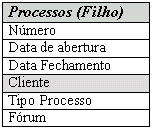 Processos (Filho)
Número
Data de abertura
Data Fechamento
Cliente
Tipo Processo
Fórum